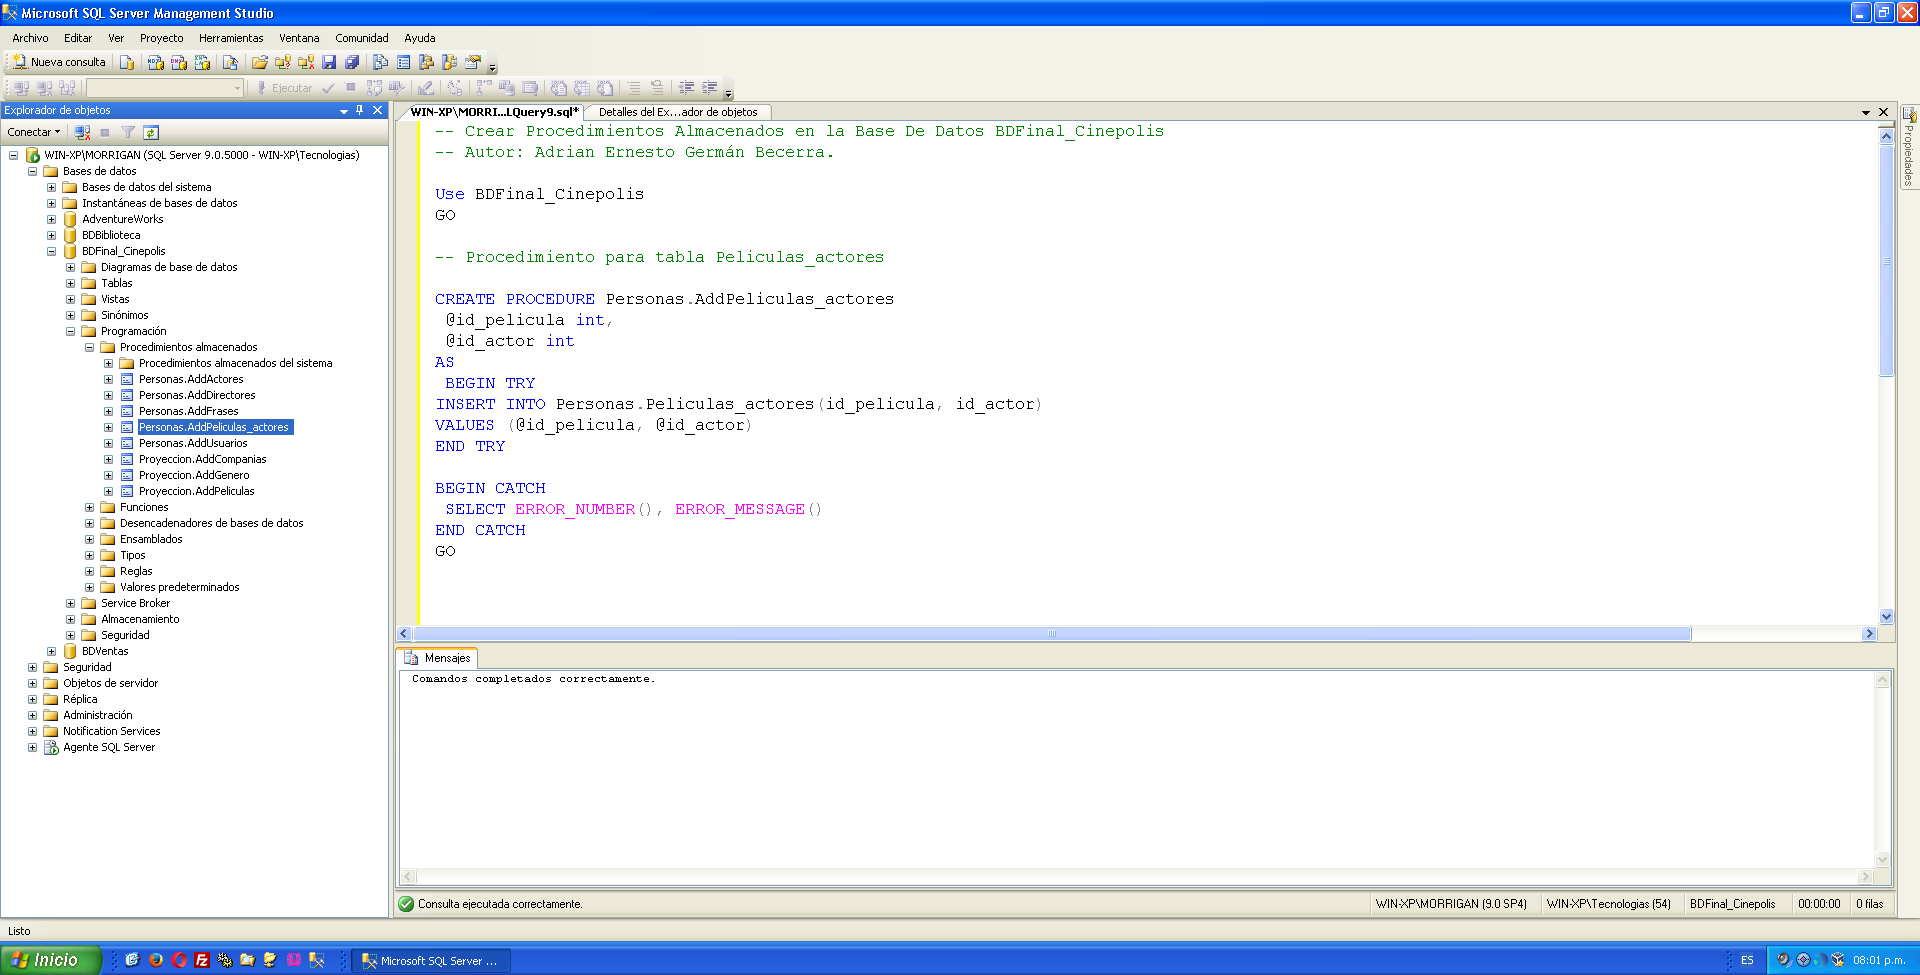 Microsoft SQL Server Management Studio
Archivo Editar Ver Proyecto Herramientas Ventana Comunidad Ayuda
Nueva consulta
Ejecutar
Explorador de objetos
Conectar
WIN-XP\MORRIGAN (SQL Server 9.0.5000 - WIN-XP\Tecnologias)
Bases de datos
Bases de datos del sistema
Instantáneas de bases de datos
AdventureWorks
BDBiblioteca
BDFinal_Cinepolis
Diagramas de base de datos
Tablas
Vistas
Sinónimos
Programación
Procedimientos almacenados
Procedimientos almacenados del sistema
Personas.AddActores
Personas.AddDirectores
Personas.AddFrases
Personas.AddPeliculas_actores
Personas.AddUsuarios
Proyeccion.AddCompanias
Proyeccion.AddGenero
Proyeccion.AddPeliculas
Funciones
Desencadenadores de bases de datos
Ensamblados
Tipos
Reglas
Valores predeterminados
Service Broker
Almacenamiento
Seguridad
BDVentas
Seguridad
Objetos de servidor
Réplica
Administración
Notification Services
Agente SQL Server
WIN-XP\MORRI...LQuery9.sql* Detalles del Ex...ador de objetos
-- Crear Procedimientos Almacenados en la Base De Datos BDFinal_Cinepolis
-- Autor: Adrian Ernesto Germán Becerra.
Use BDFinal_Cinepolis
GO
-- Procedimiento para tabla Peliculas_actores
CREATE PROCEDURE Personas.AddPeliculas_actores
@id_pelicula int,
@id_actor int
AS
BEGIN TRY
INSERT INTO Personas.Peliculas_actores(id_pelicula, id_actor)
VALUES (@id_pelicula, @id_actor)
END TRY
BEGIN CATCH
SELECT ERROR_NUMBER(), ERROR_MESSAGE()
END CATCH
GO
Propiedades
Mensajes
Comandos completados correctamente.
Consulta ejecutada correctamente. WIN-XP\MORRIGAN (9.0 SP4) WIN-XP\Tecnologias (54) BDFinal_Cinepolis 00:00:00 0 filas
Listo
Inicio Microsoft SQL Server ... ES 08:01 p.m.